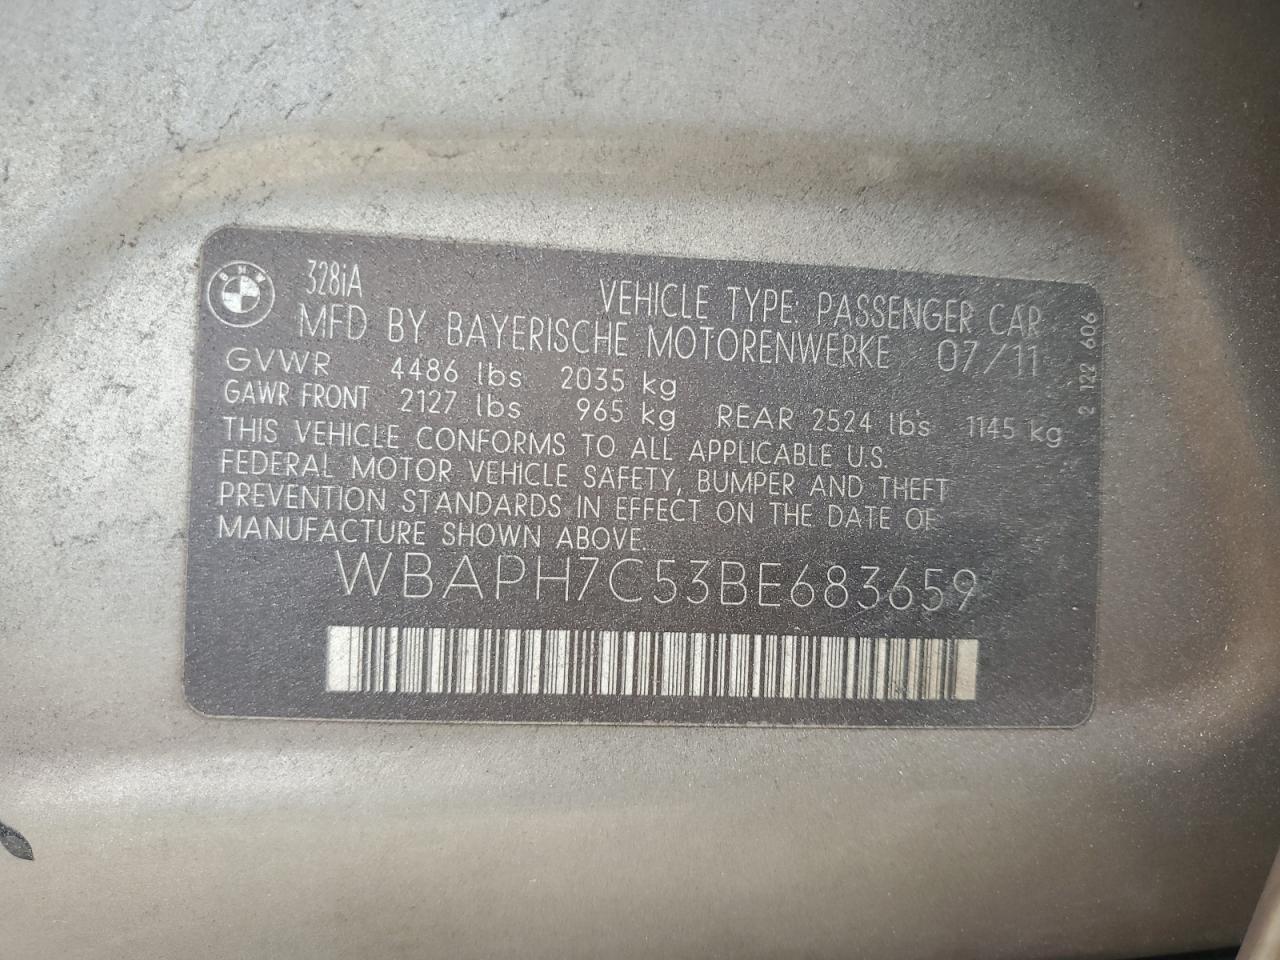 BMW
328iA VEHICLE TYPE: PASSENGER CAR
MFD BY BAYERISCHE MOTORENWERKE 07/11
GVWR 4486 lbs 2035 kg
GAWR FRONT 2127 lbs 965 kg REAR 2524 lbs 1145 kg
THIS VEHICLE CONFORMS TO ALL APPLICABLE U.S.
FEDERAL MOTOR VEHICLE SAFETY, BUMPER AND THEFT
PREVENTION STANDARDS IN EFFECT ON THE DATE OF
MANUFACTURE SHOWN ABOVE.
WBAPH7C53BE683659
2 122 606